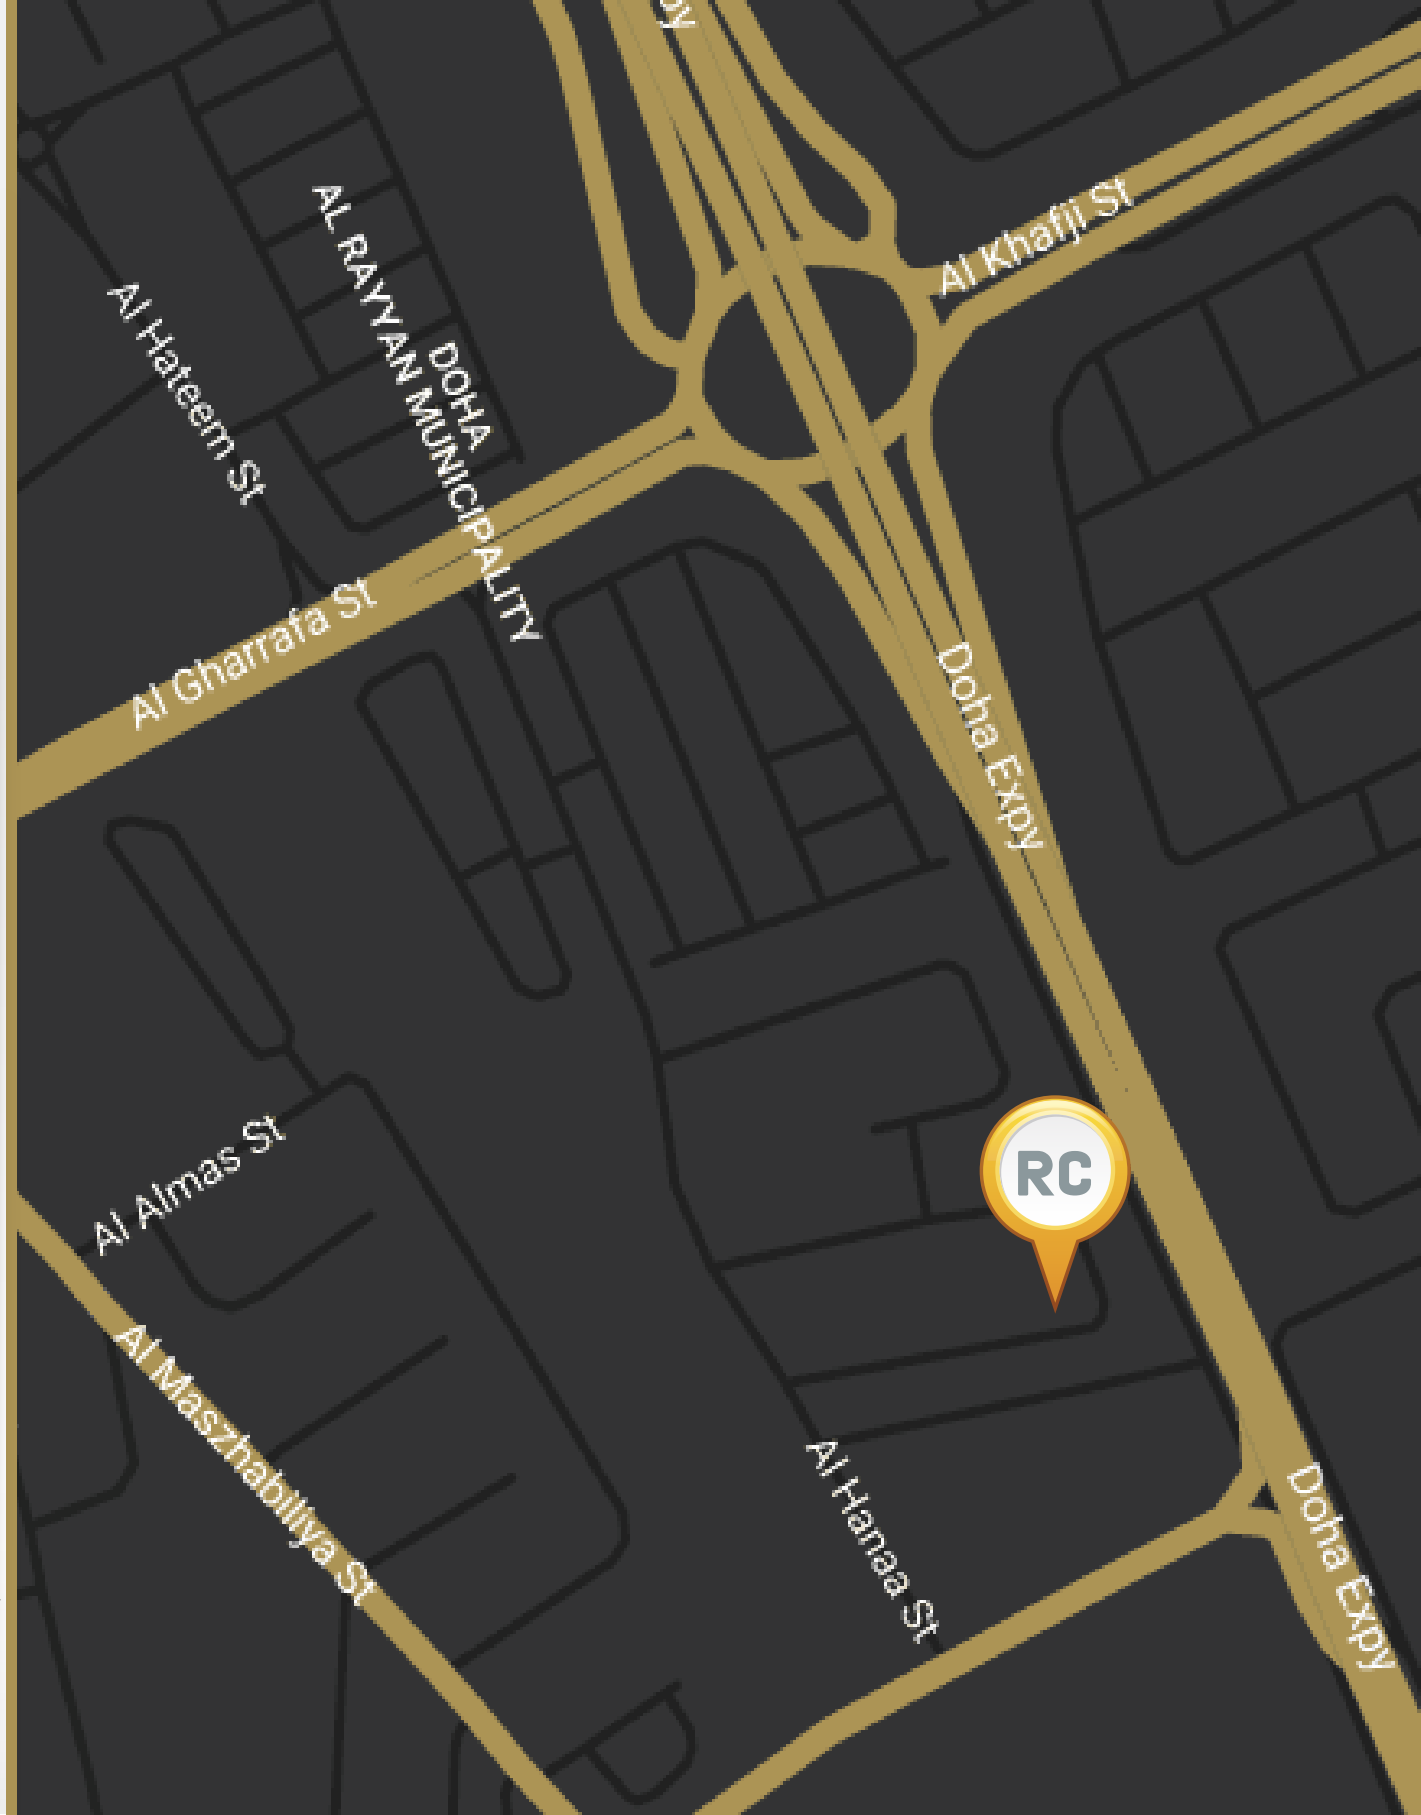 Al Khafji St
AL RAYYAN MUNICIPALITY
DOHA
Al Hateem St
Al Gharrafa St
Doha Expy
Al Almas St
RC
Al Maszhabiliya St
Al Hanaa St
Doha Expy